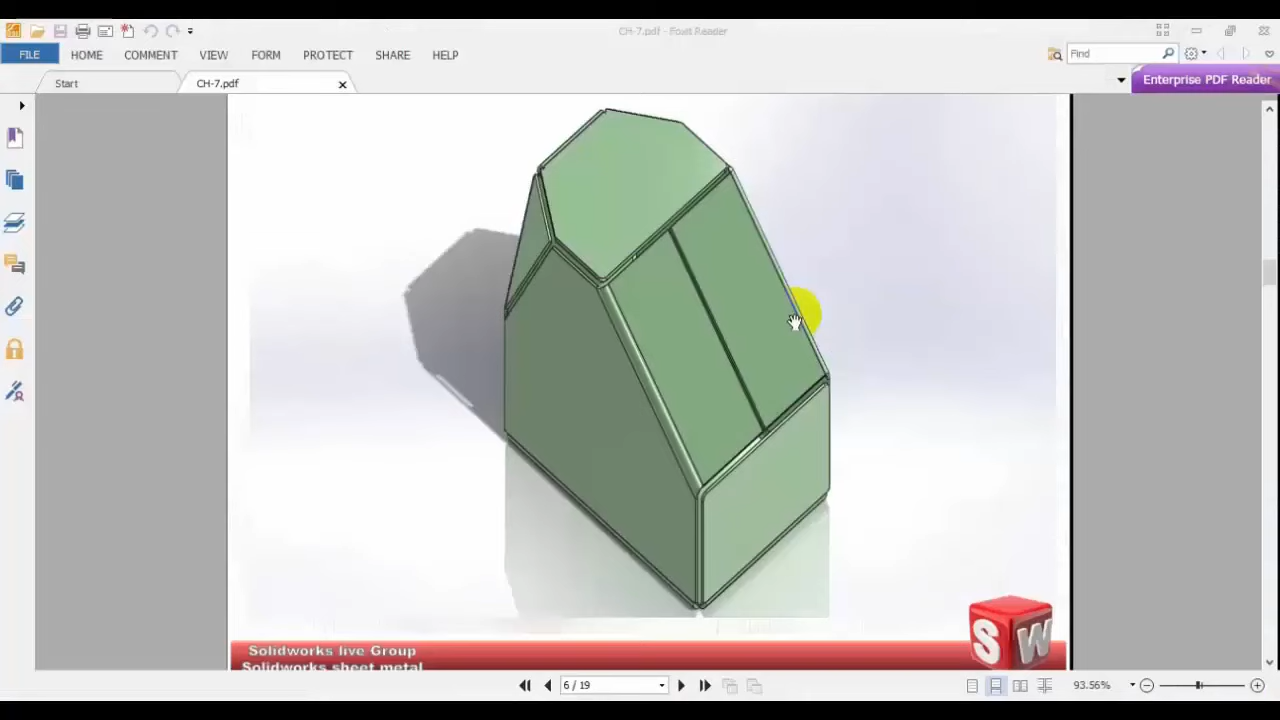 CH-7.pdf - Foxit Reader
FILE HOME COMMENT VIEW FORM PROTECT SHARE HELP
Find
Start
CH-7.pdf
Enterprise PDF Reader
SW
Solidworks live Group
Solidworks sheet metal
6 / 19
93.56%